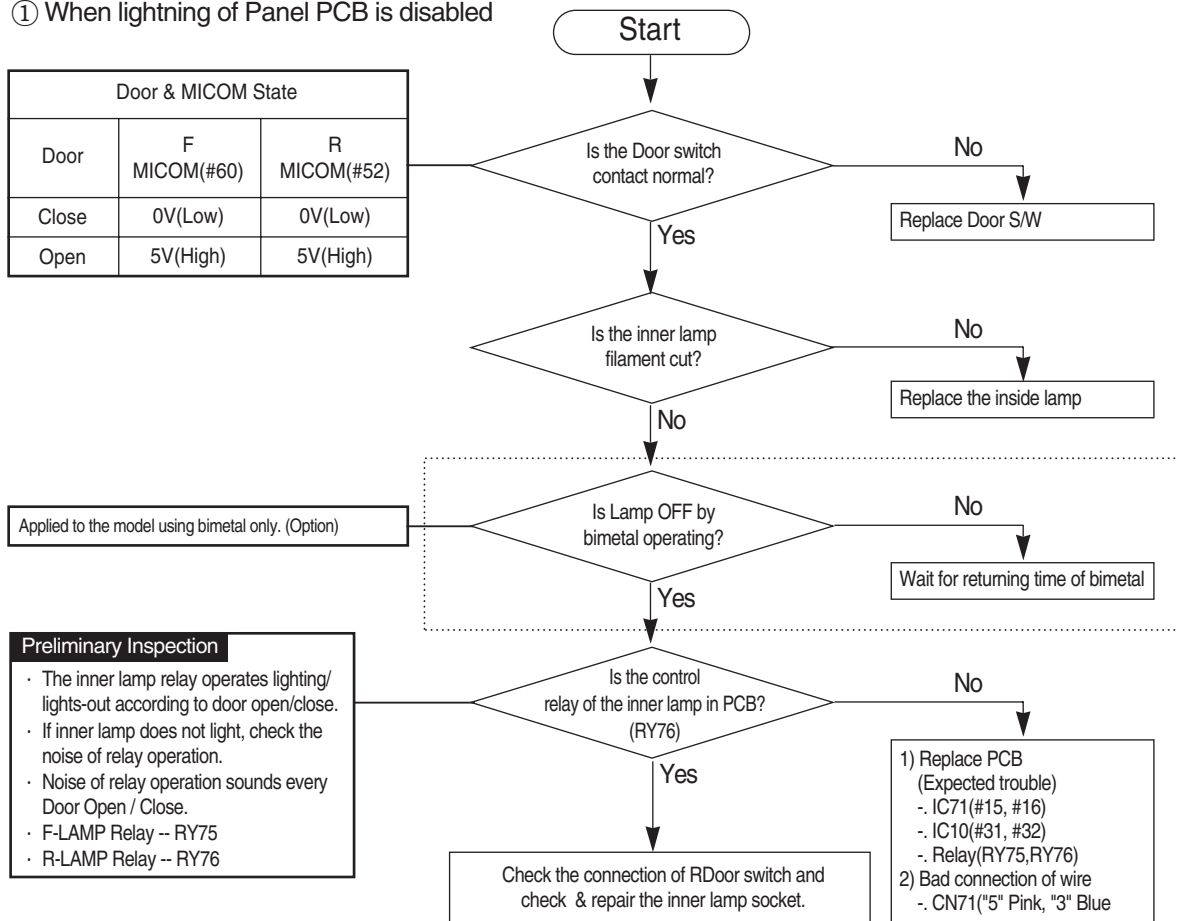 ① When lightning of Panel PCB is disabled
Start
Door & MICOM State
Door
F
MICOM(#60)
R
MICOM(#52)
Close
0V(Low)
0V(Low)
Open
5V(High)
5V(High)
Is the Door switch
contact normal?
No
Replace Door S/W
Yes
Is the inner lamp
filament cut?
No
Replace the inside lamp
No
Applied to the model using bimetal only. (Option)
Is Lamp OFF by
bimetal operating?
No
Wait for returning time of bimetal
Yes
Preliminary Inspection
· The inner lamp relay operates lighting/
lights-out according to door open/close.
· If inner lamp does not light, check the
noise of relay operation.
· Noise of relay operation sounds every
Door Open / Close.
· F-LAMP Relay -- RY75
· R-LAMP Relay -- RY76
Is the control
relay of the inner lamp in PCB?
(RY76)
No
1) Replace PCB
(Expected trouble)
-. IC71(#15, #16)
-. IC10(#31, #32)
-. Relay(RY75,RY76)
2) Bad connection of wire
-. CN71("5" Pink, "3" Blue
Yes
Check the connection of RDoor switch and
check & repair the inner lamp socket.